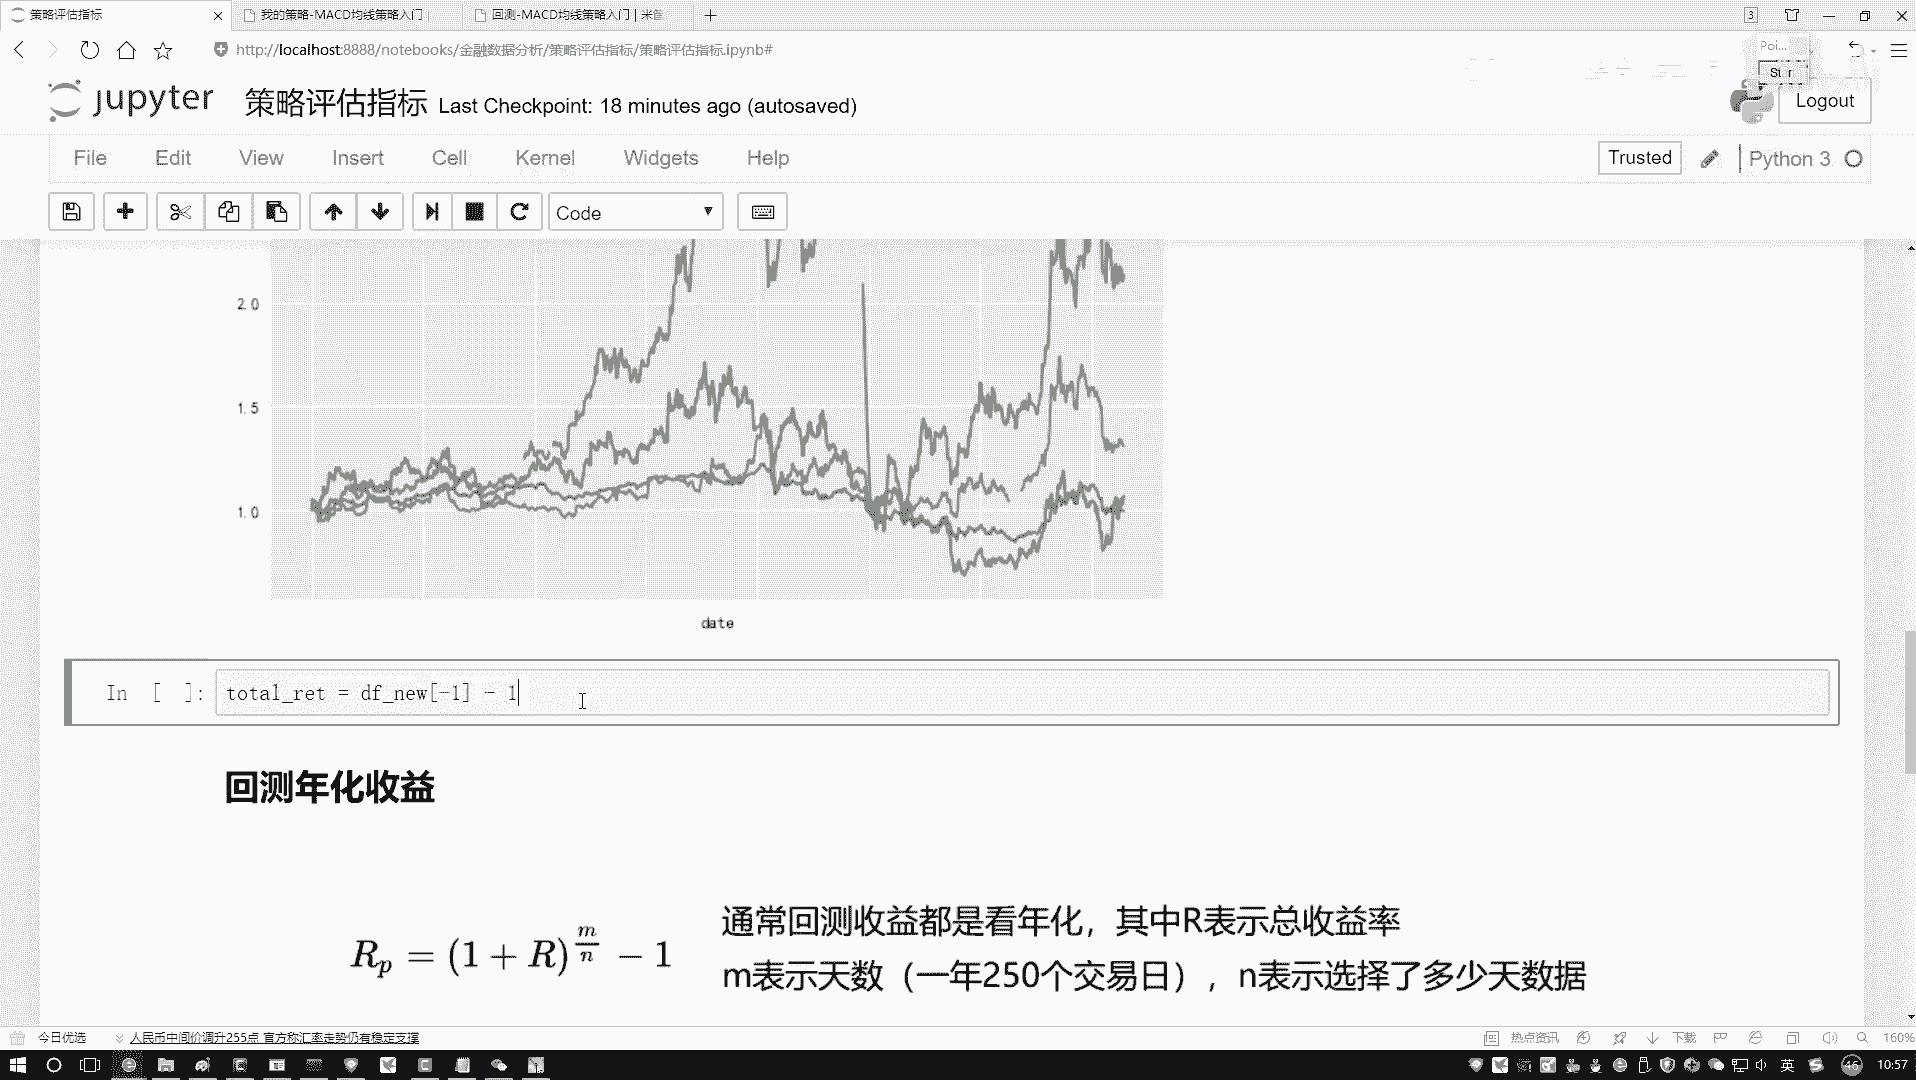 策略评估指标
我的策略-MACD均线策略入门
回测-MACD均线策略入门 | 米
3
http://localhost:8888/notebooks/金融数据分析/策略评估指标/策略评估指标.ipynb#
Poi...
jupyter 策略评估指标 Last Checkpoint: 18 minutes ago (autosaved)
Logout
File Edit View Insert Cell Kernel Widgets Help
Trusted
Python 3
Code
2.0
1.5
1.0
date
In [ ]: total_ret = df_new[-1] - 1
回测年化收益
通常回测收益都是看年化，其中R表示总收益率
Rp = (1 + R)^(m/n) − 1
m表示天数（一年250个交易日），n表示选择了多少天数据
今日优选
人民币中间价调升255点 官方称汇率走势仍有稳定支撑
热点资讯
下载
160%
英
46
10:57